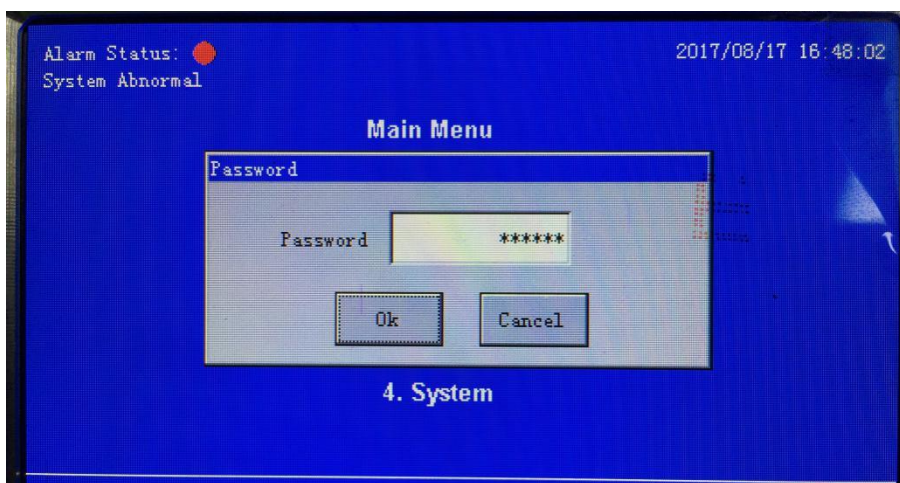 Alarm Status:
2017/08/17 16:48:02
System Abnormal
Main Menu
Password
Password ******
Ok Cancel
4. System